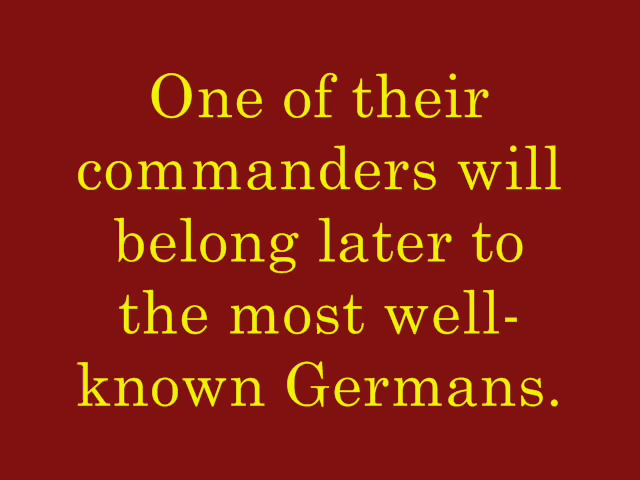 One of their
commanders will
belong later to
the most well-
known Germans.